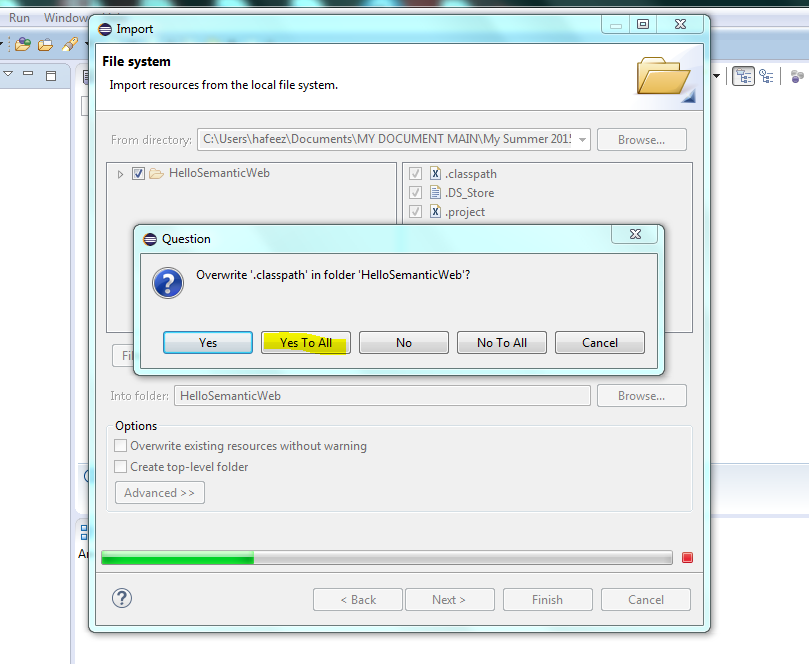 Run Window
Import
File system
Import resources from the local file system.
From directory: C:\Users\hafeez\Documents\MY DOCUMENT MAIN\My Summer 201 Browse...
HelloSemanticWeb
.classpath
.DS_Store
.project
Question
Overwrite '.classpath' in folder 'HelloSemanticWeb'?
Yes Yes To All No No To All Cancel
Into folder: HelloSemanticWeb Browse...
Options
Overwrite existing resources without warning
Create top-level folder
Advanced >>
< Back Next > Finish Cancel